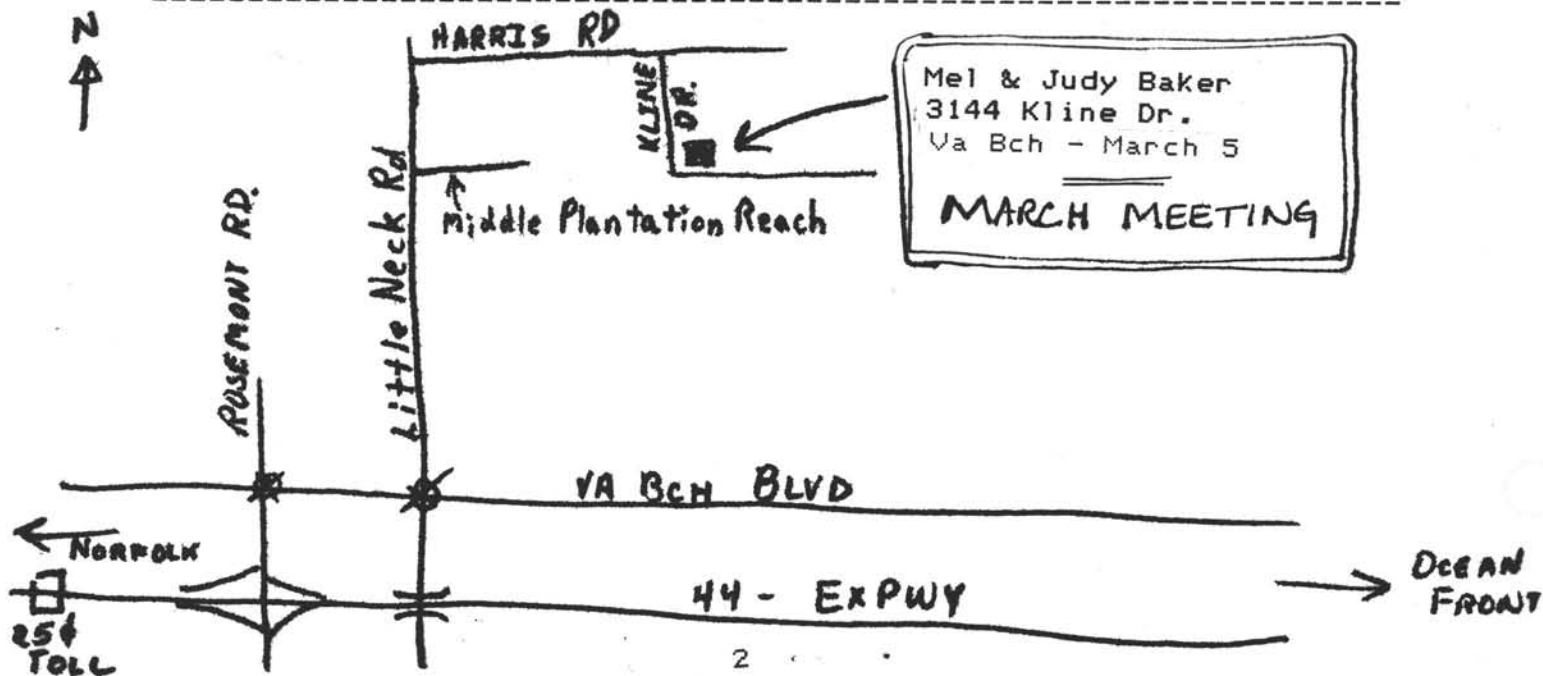 N
HARRIS RD
KLINE
DR.
Mel & Judy Baker
3144 Kline Dr.
Va Bch - March 5
MARCH MEETING
Middle Plantation Reach
Little Neck Rd
ROSEMONT RD.
VA BCH BLVD
NORFOLK
44 - EXPWY
OCEAN
FRONT
25¢
TOLL
2